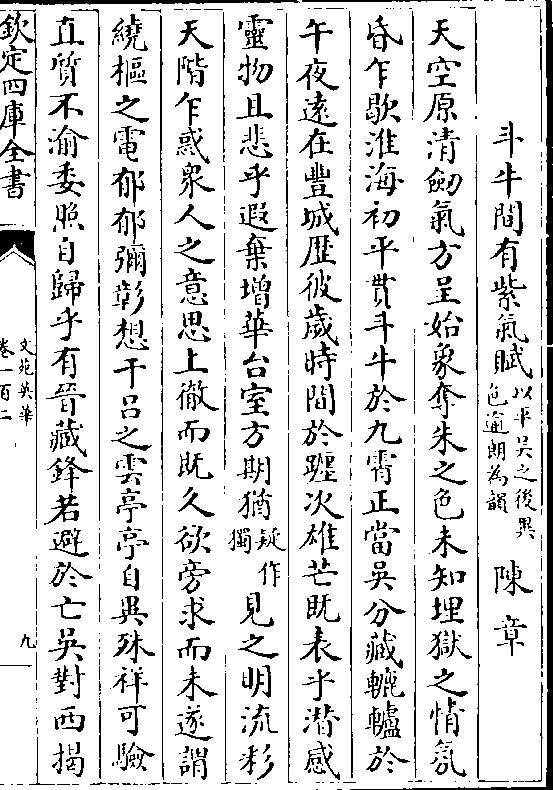 斗牛間有紫氣賦以平吳之後異色逾朗為韻 陳章
天空原清劒氣方呈始象奪朱之色未知埋獄之情氛
昏乍歇淮海初平貫斗牛於九霄正當吳分藏轆轤於
午夜遠在豐城歴彼歲時間於躔次雄芒既表乎潛感
靈物且悲乎遐棄增華台室方期猶疑作獨見之明流彩
天階乍惑衆人之意思上徹而既久欲旁求而未遂謂
繞樞之電郁郁彌彰想干吕之雲亭亭自異殊祥可驗
直質不渝委照自歸乎有晉藏鋒若避於亡吳對西揭
欽定四庫全書
文苑英華
卷一百二
九